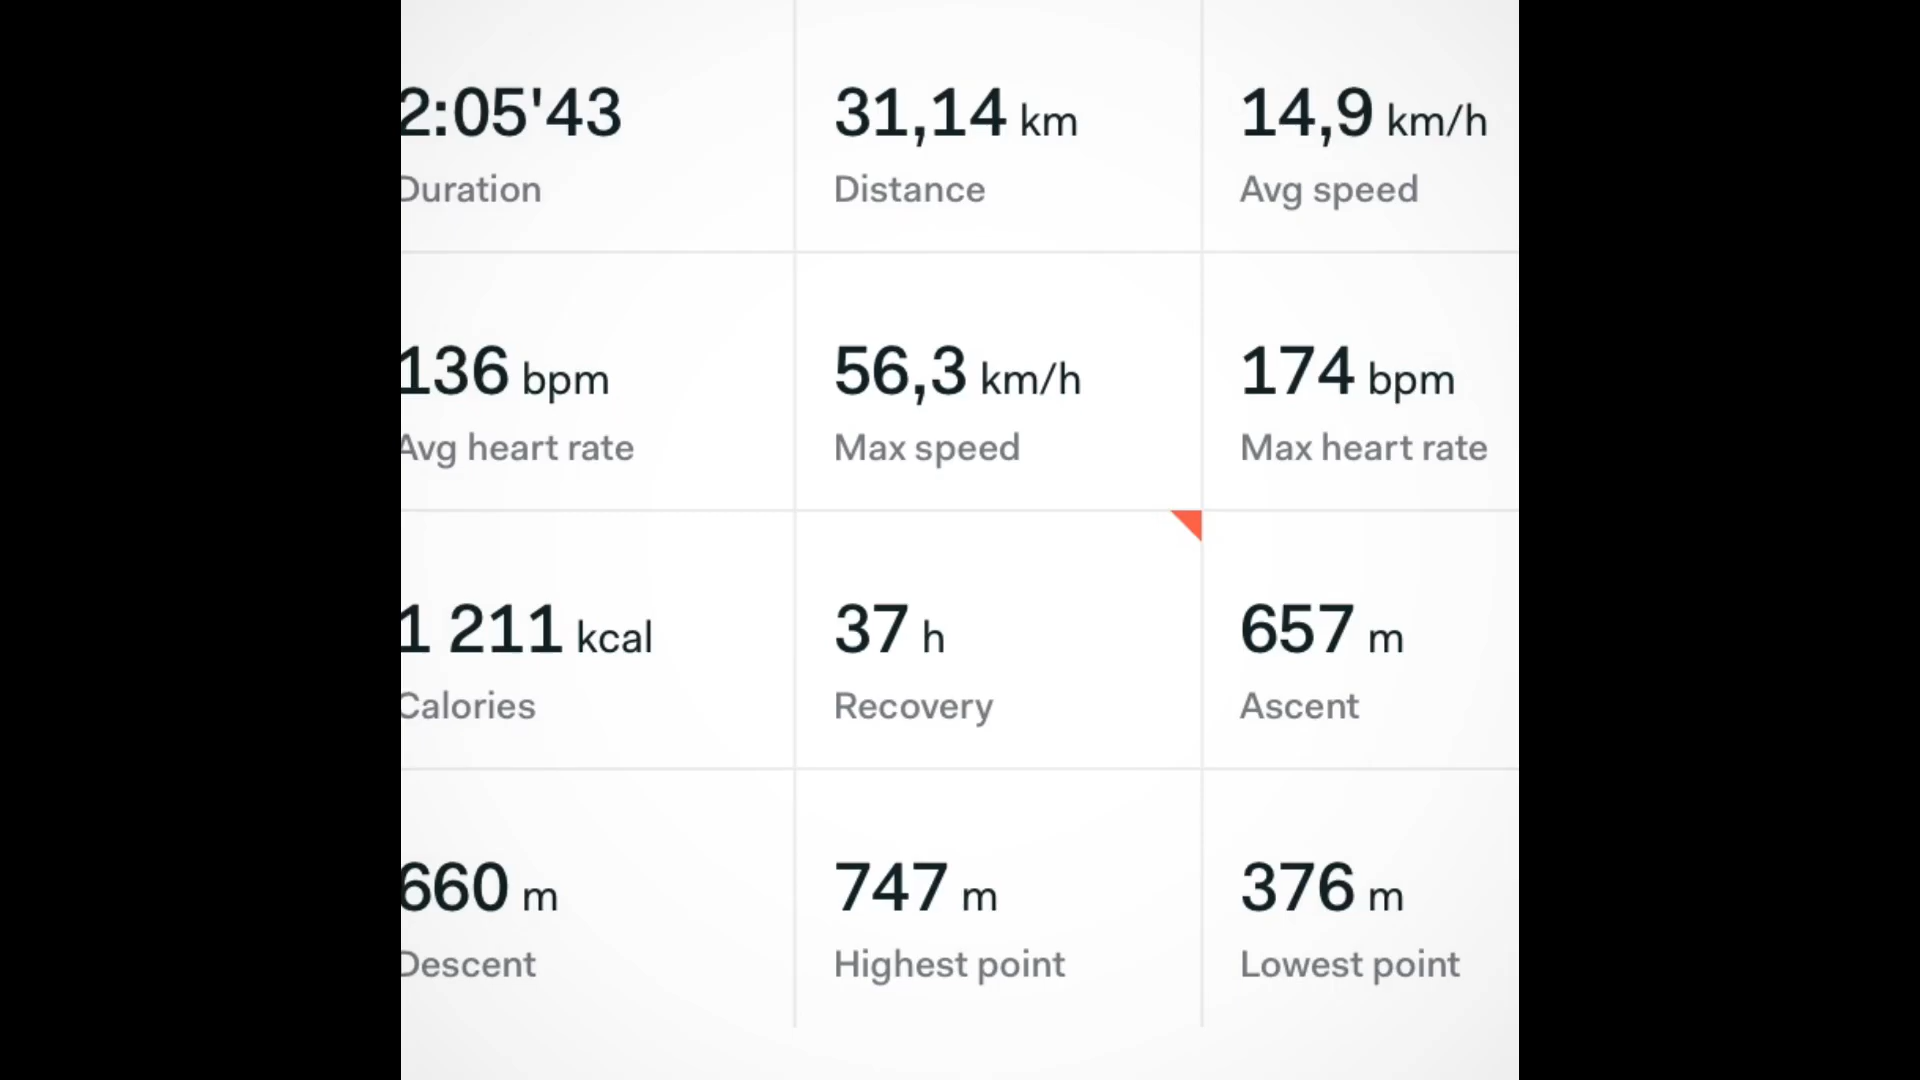 2:05'43 31,14 km 14,9 km/h
Duration Distance Avg speed
136 bpm 56,3 km/h 174 bpm
Avg heart rate Max speed Max heart rate
1 211 kcal 37 h 657 m
Calories Recovery Ascent
660 m 747 m 376 m
Descent Highest point Lowest point